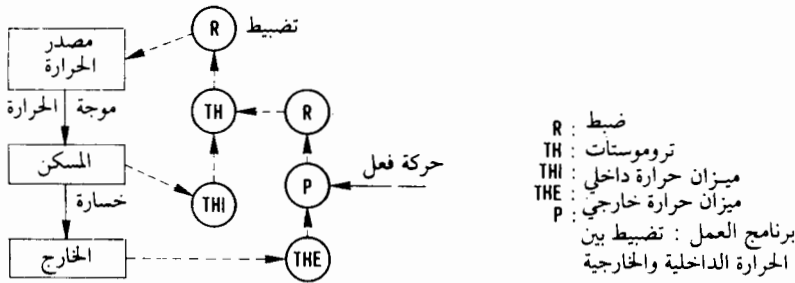 مصدر
الحرارة
R
تضبيط
موجة الحرارة
TH
R
المسكن
THI
P
حركة فعل
خسارة
الخارج
THE
R : ضبط
TH : تروموستات
THI : ميزان حرارة داخلي
THE : ميزان حرارة خارجي
P :
برنامج العمل : تضبيط بين
الحرارة الداخلية والخارجية